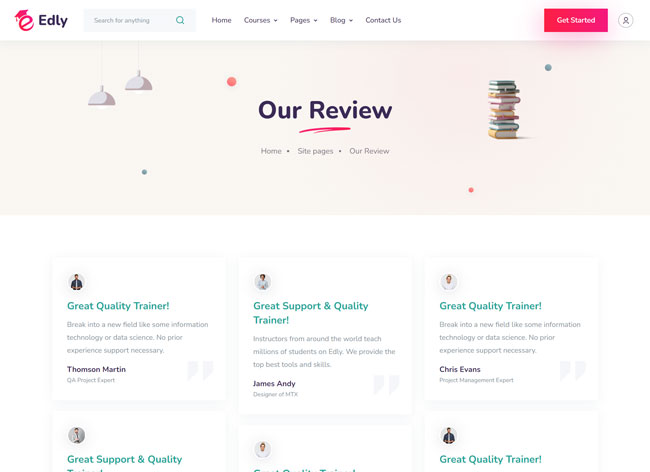 Edly
Search for anything
Home
Courses
Pages
Blog
Contact Us
Get Started
Our Review
Home • Site pages • Our Review
Great Quality Trainer!
Break into a new field like some information
technology or data science. No prior
experience support necessary.
Thomson Martin
QA Project Expert
Great Support & Quality
Trainer!
Instructors from around the world teach
millions of students on Edly. We provide the
top best tools and skills.
James Andy
Designer of MTX
Great Quality Trainer!
Break into a new field like some information
technology or data science. No prior
experience support necessary.
Chris Evans
Project Management Expert
Great Support & Quality
Trainer!
Great Quality Trainer!
Great Quality Trainer!